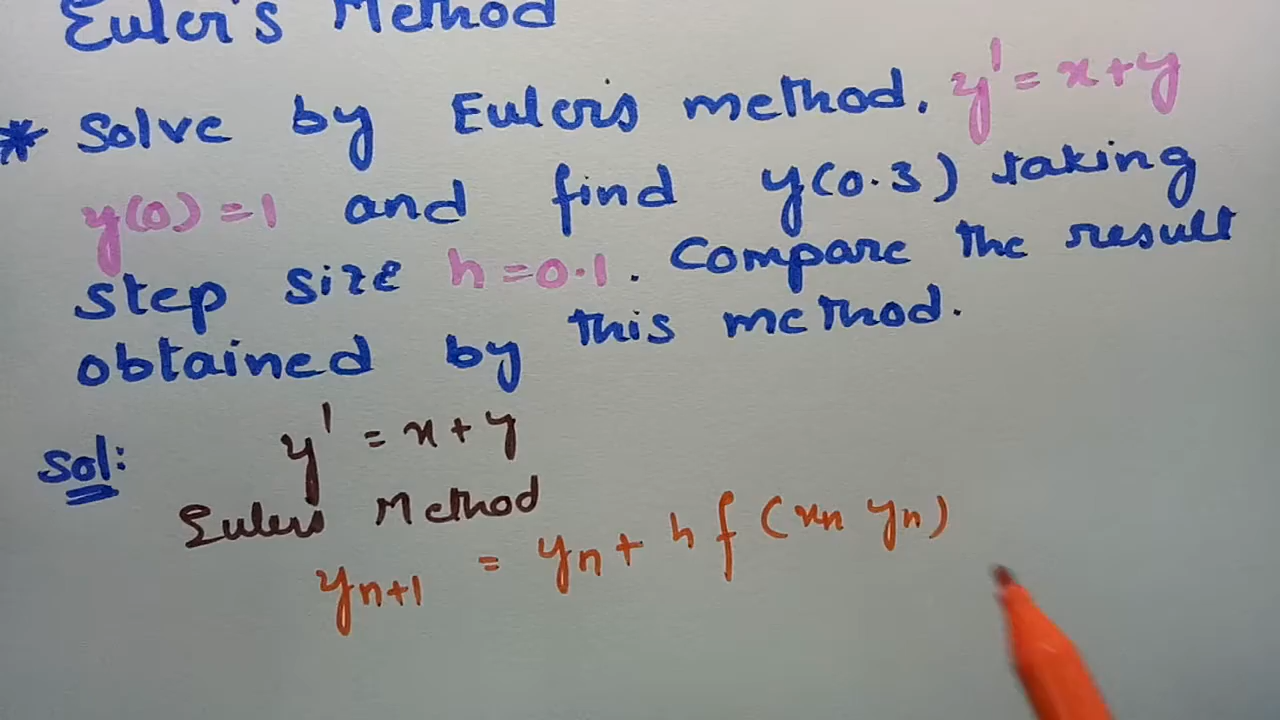 Euler's Method
* Solve by Euler's method. y' = x+y
y(0) = 1 and find y(0.3) taking
step size h = 0.1. Compare the result
obtained by this method.
Sol: y' = x + y
Euler's Method
yn+1 = yn + h f (xn yn)